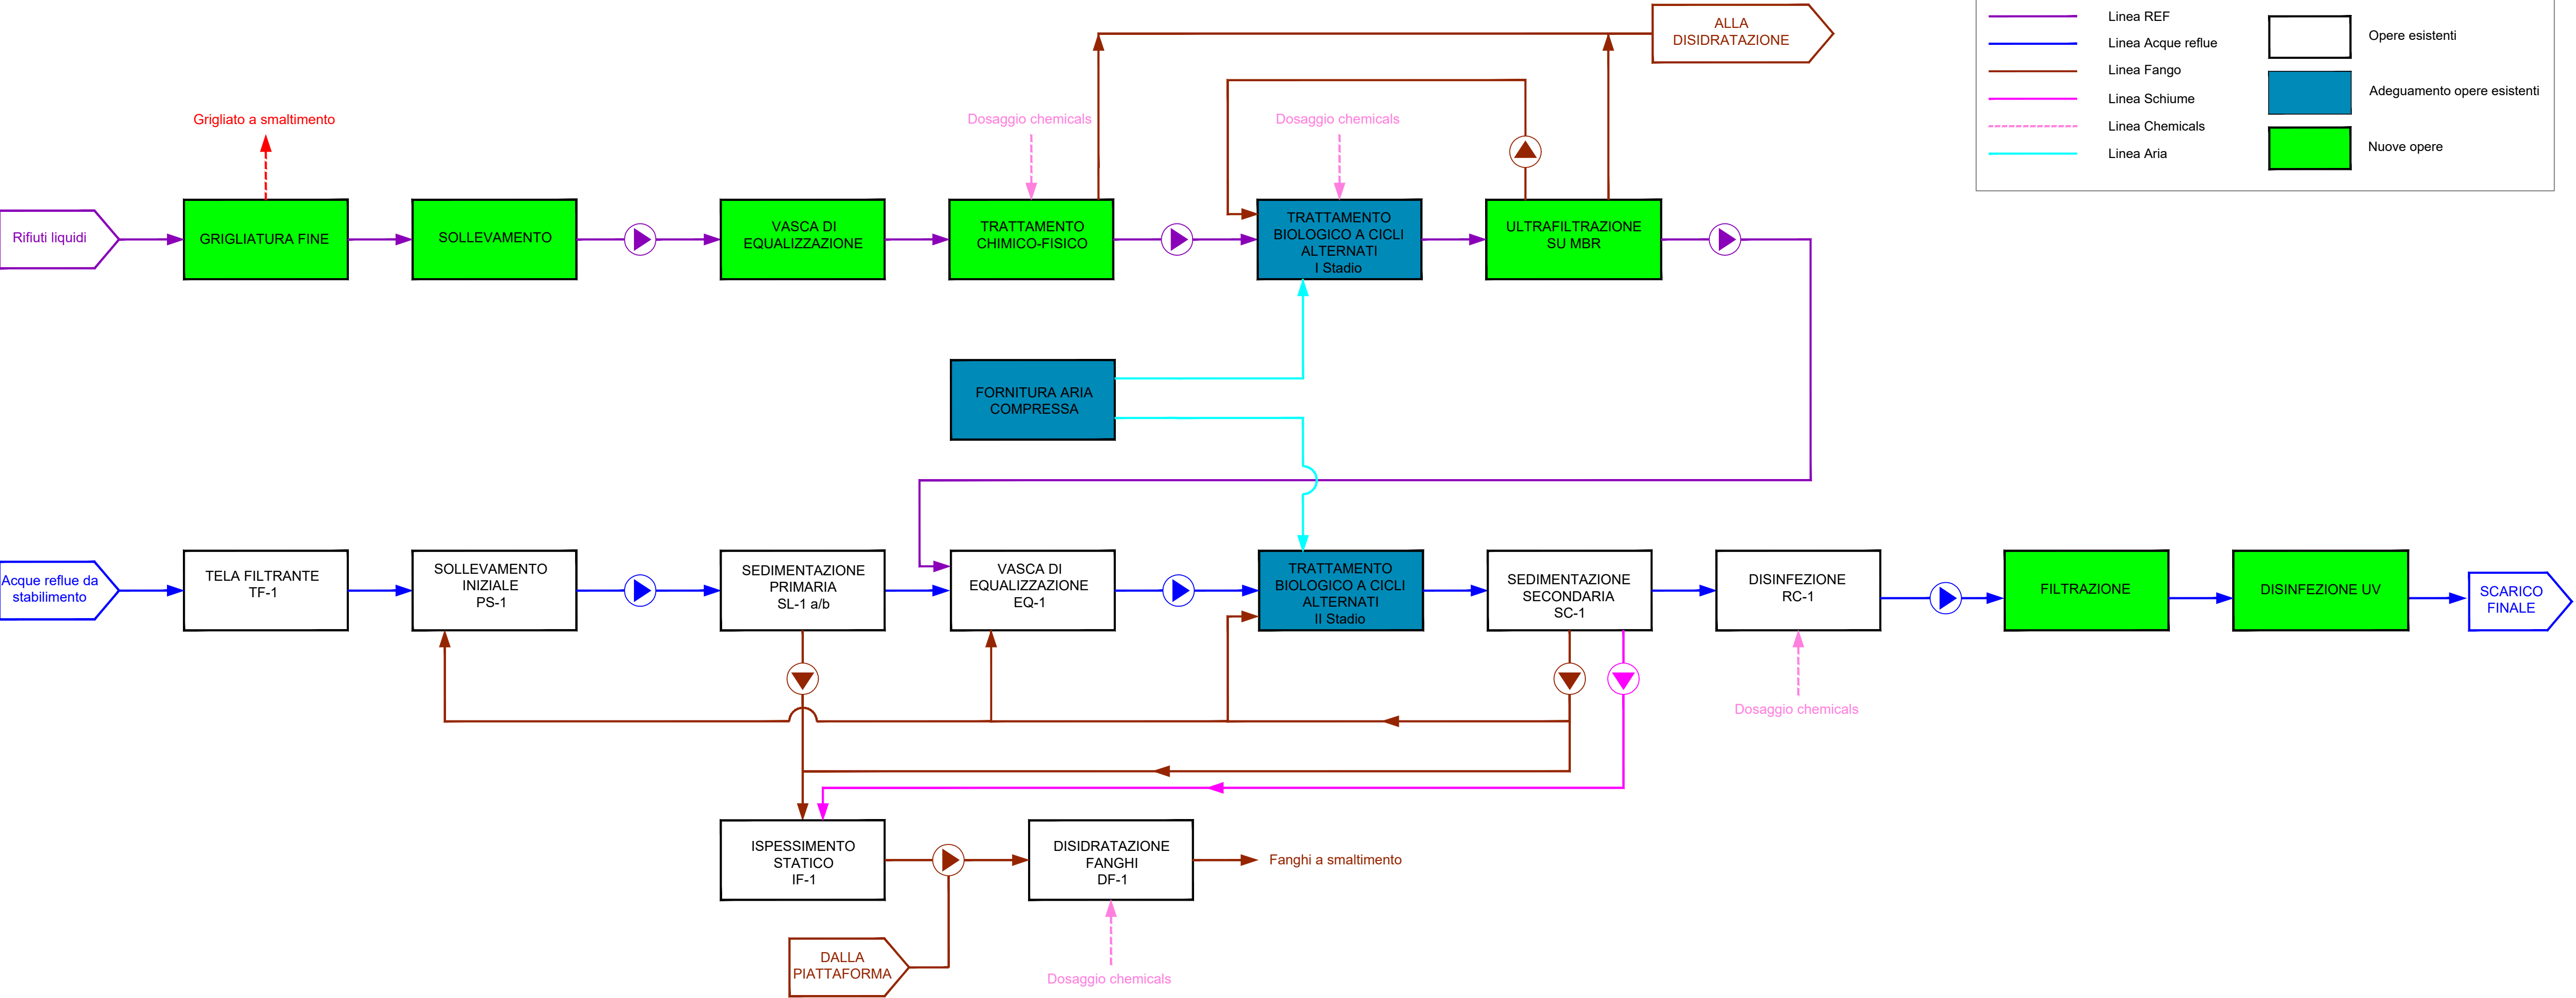 ALLA
DISIDRATAZIONE
Linea REF
Linea Acque reflue
Linea Fango
Linea Schiume
Linea Chemicals
Linea Aria
Opere esistenti
Adeguamento opere esistenti
Nuove opere
Grigliato a smaltimento
Dosaggio chemicals
Dosaggio chemicals
Rifiuti liquidi
GRIGLIATURA FINE
SOLLEVAMENTO
VASCA DI
EQUALIZZAZIONE
TRATTAMENTO
CHIMICO-FISICO
TRATTAMENTO
BIOLOGICO A CICLI
ALTERNATI
I Stadio
ULTRAFILTRAZIONE
SU MBR
FORNITURA ARIA
COMPRESSA
Acque reflue da
stabilimento
TELA FILTRANTE
TF-1
SOLLEVAMENTO
INIZIALE
PS-1
SEDIMENTAZIONE
PRIMARIA
SL-1 a/b
VASCA DI
EQUALIZZAZIONE
EQ-1
TRATTAMENTO
BIOLOGICO A CICLI
ALTERNATI
II Stadio
SEDIMENTAZIONE
SECONDARIA
SC-1
DISINFEZIONE
RC-1
FILTRAZIONE
DISINFEZIONE UV
SCARICO
FINALE
Dosaggio chemicals
ISPESSIMENTO
STATICO
IF-1
DISIDRATAZIONE
FANGHI
DF-1
Fanghi a smaltimento
DALLA
PIATTAFORMA
Dosaggio chemicals